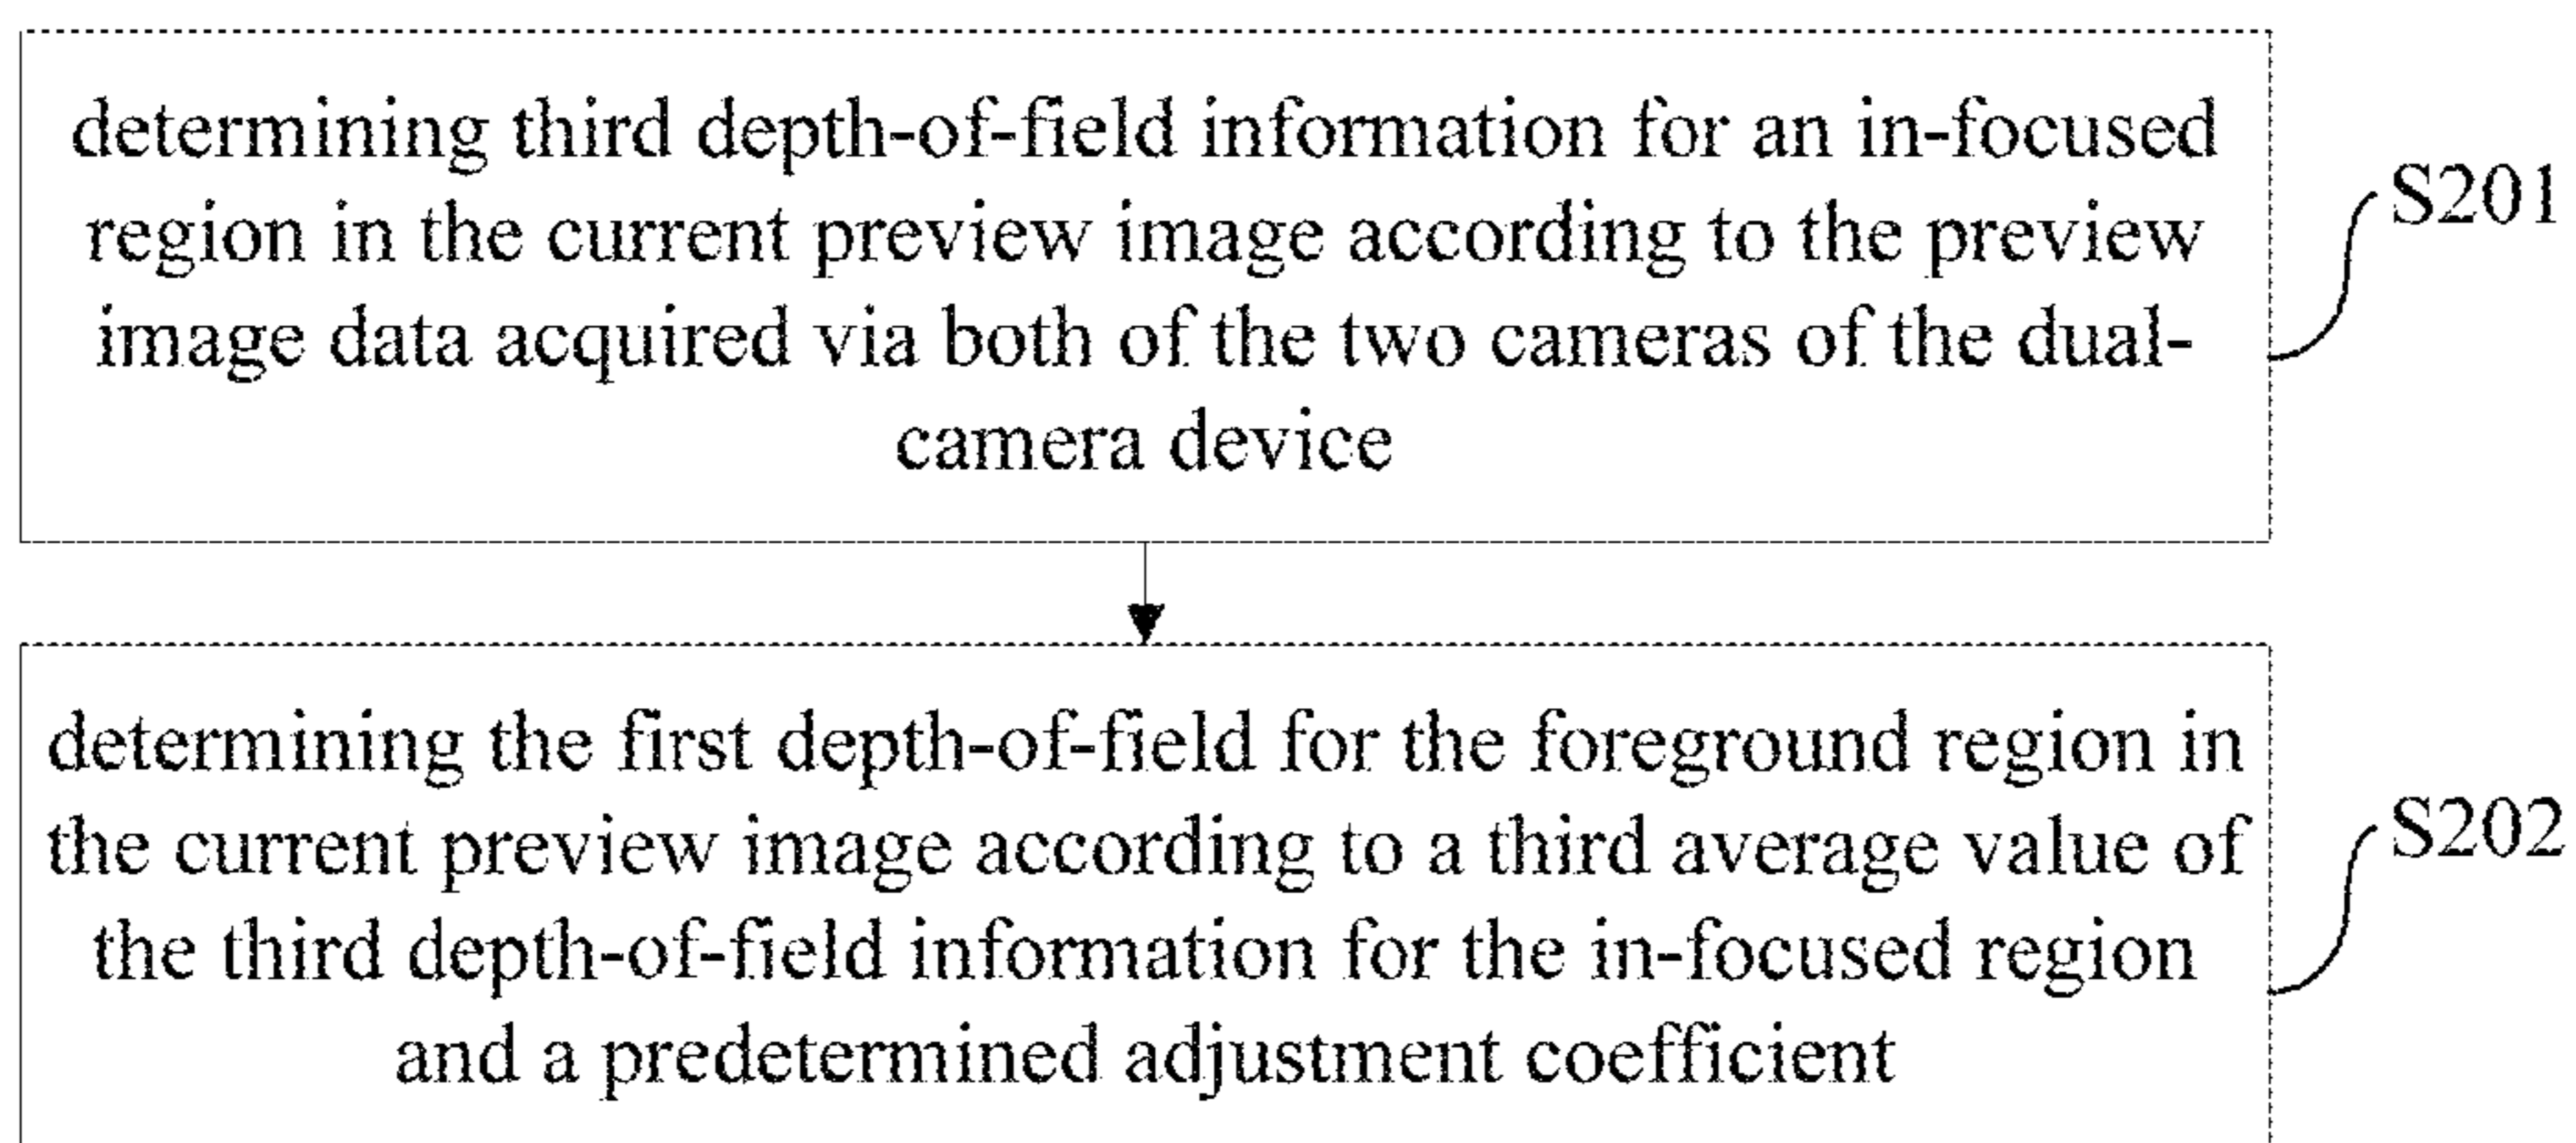 determining third depth-of-field information for an in-focused
region in the current preview image according to the preview
image data acquired via both of the two cameras of the dual-
camera device
S201
determining the first depth-of-field for the foreground region in
the current preview image according to a third average value of
the third depth-of-field information for the in-focused region
and a predetermined adjustment coefficient
S202